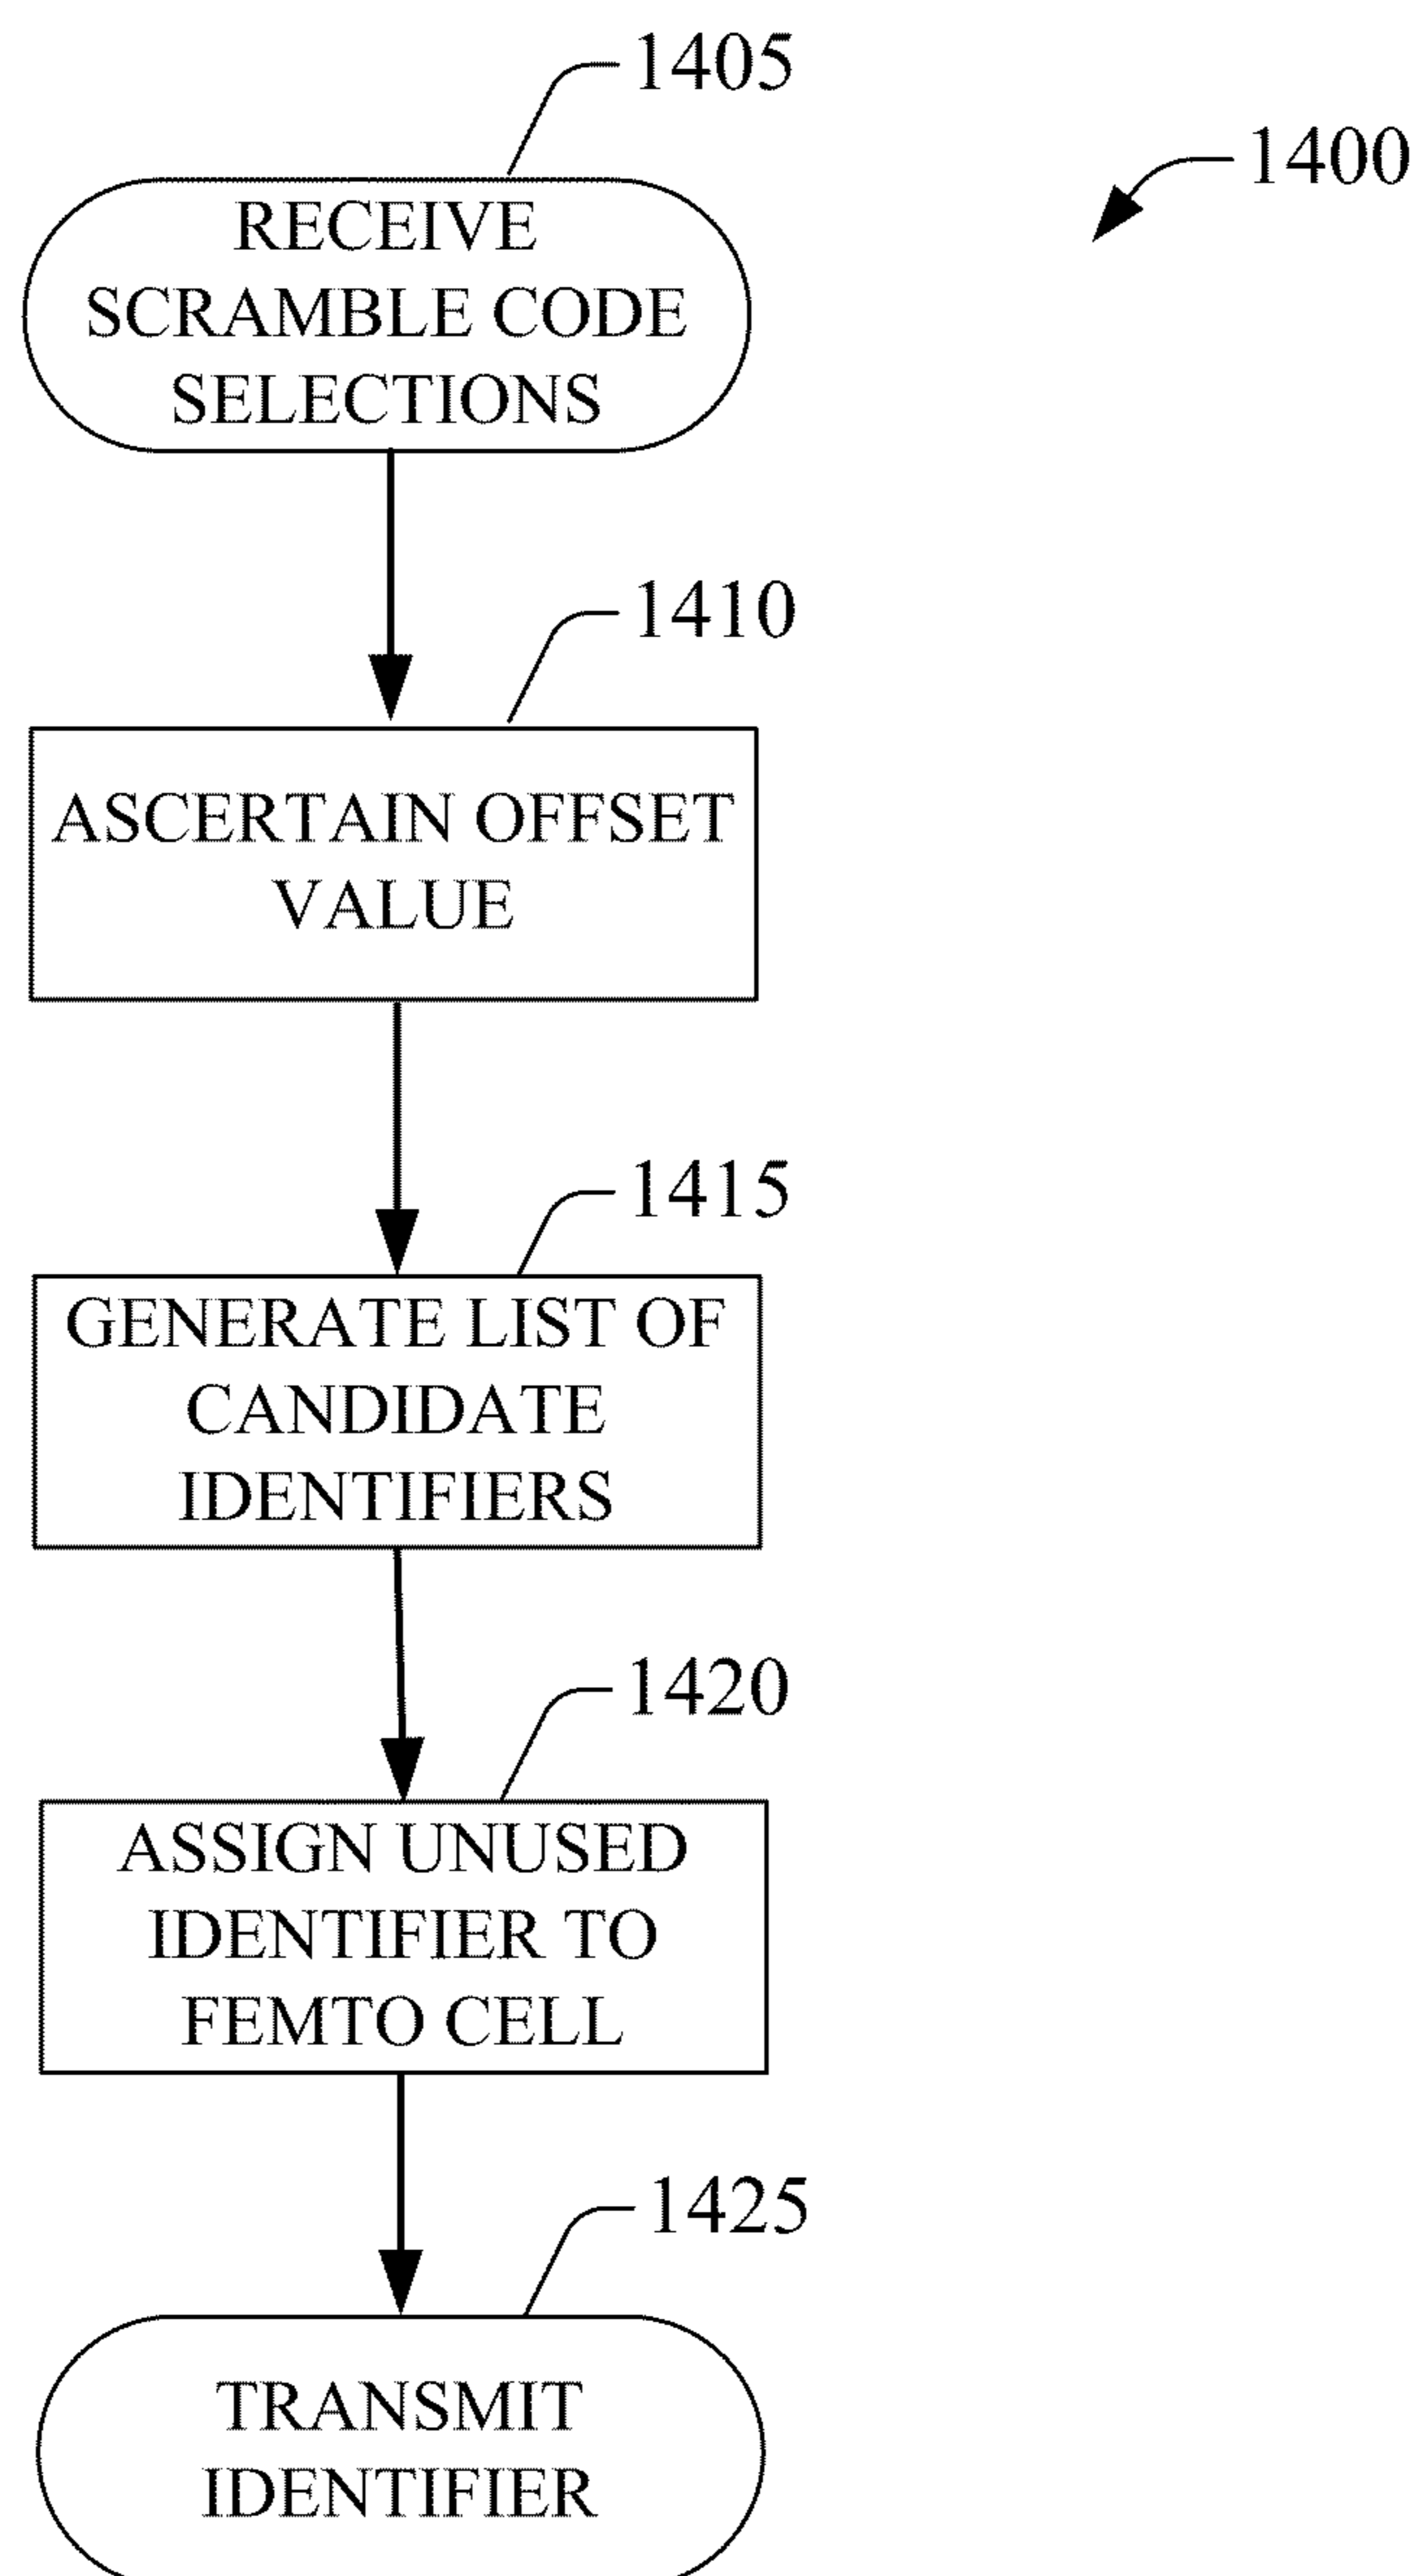 1405
1400
RECEIVE
SCRAMBLE CODE
SELECTIONS
1410
ASCERTAIN OFFSET
VALUE
1415
GENERATE LIST OF
CANDIDATE
IDENTIFIERS
1420
ASSIGN UNUSED
IDENTIFIER TO
FEMTO CELL
1425
TRANSMIT
IDENTIFIER